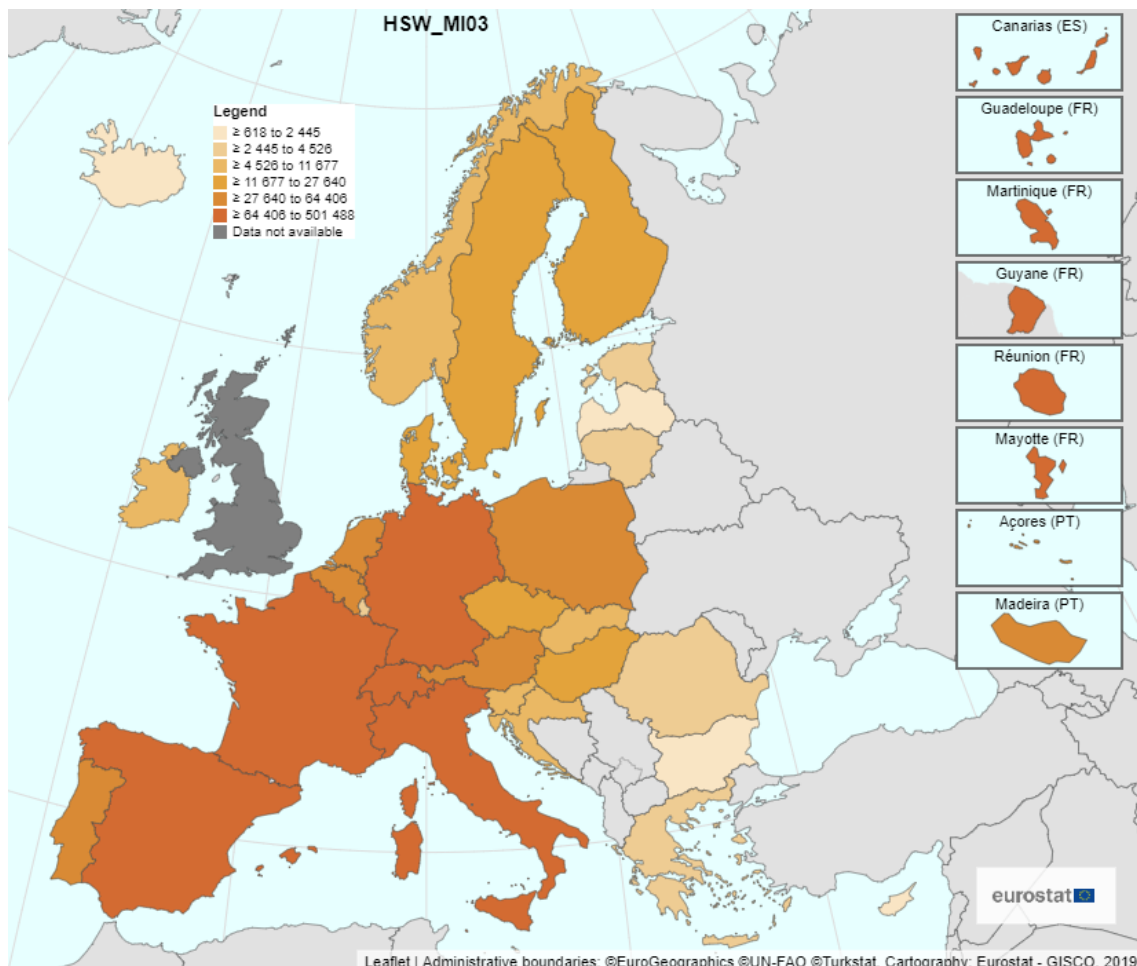 HSW_MI03
Legend
≥ 618 to 2 445
≥ 2 445 to 4 526
≥ 4 526 to 11 677
≥ 11 677 to 27 640
≥ 27 640 to 64 406
≥ 64 406 to 501 488
Data not available
Canarias (ES)
Guadeloupe (FR)
Martinique (FR)
Guyane (FR)
Réunion (FR)
Mayotte (FR)
Açores (PT)
Madeira (PT)
eurostat
Leaflet | Administrative boundaries: ©EuroGeographics ©UN-FAO ©Turkstat, Cartography: Eurostat - GISCO, 2019